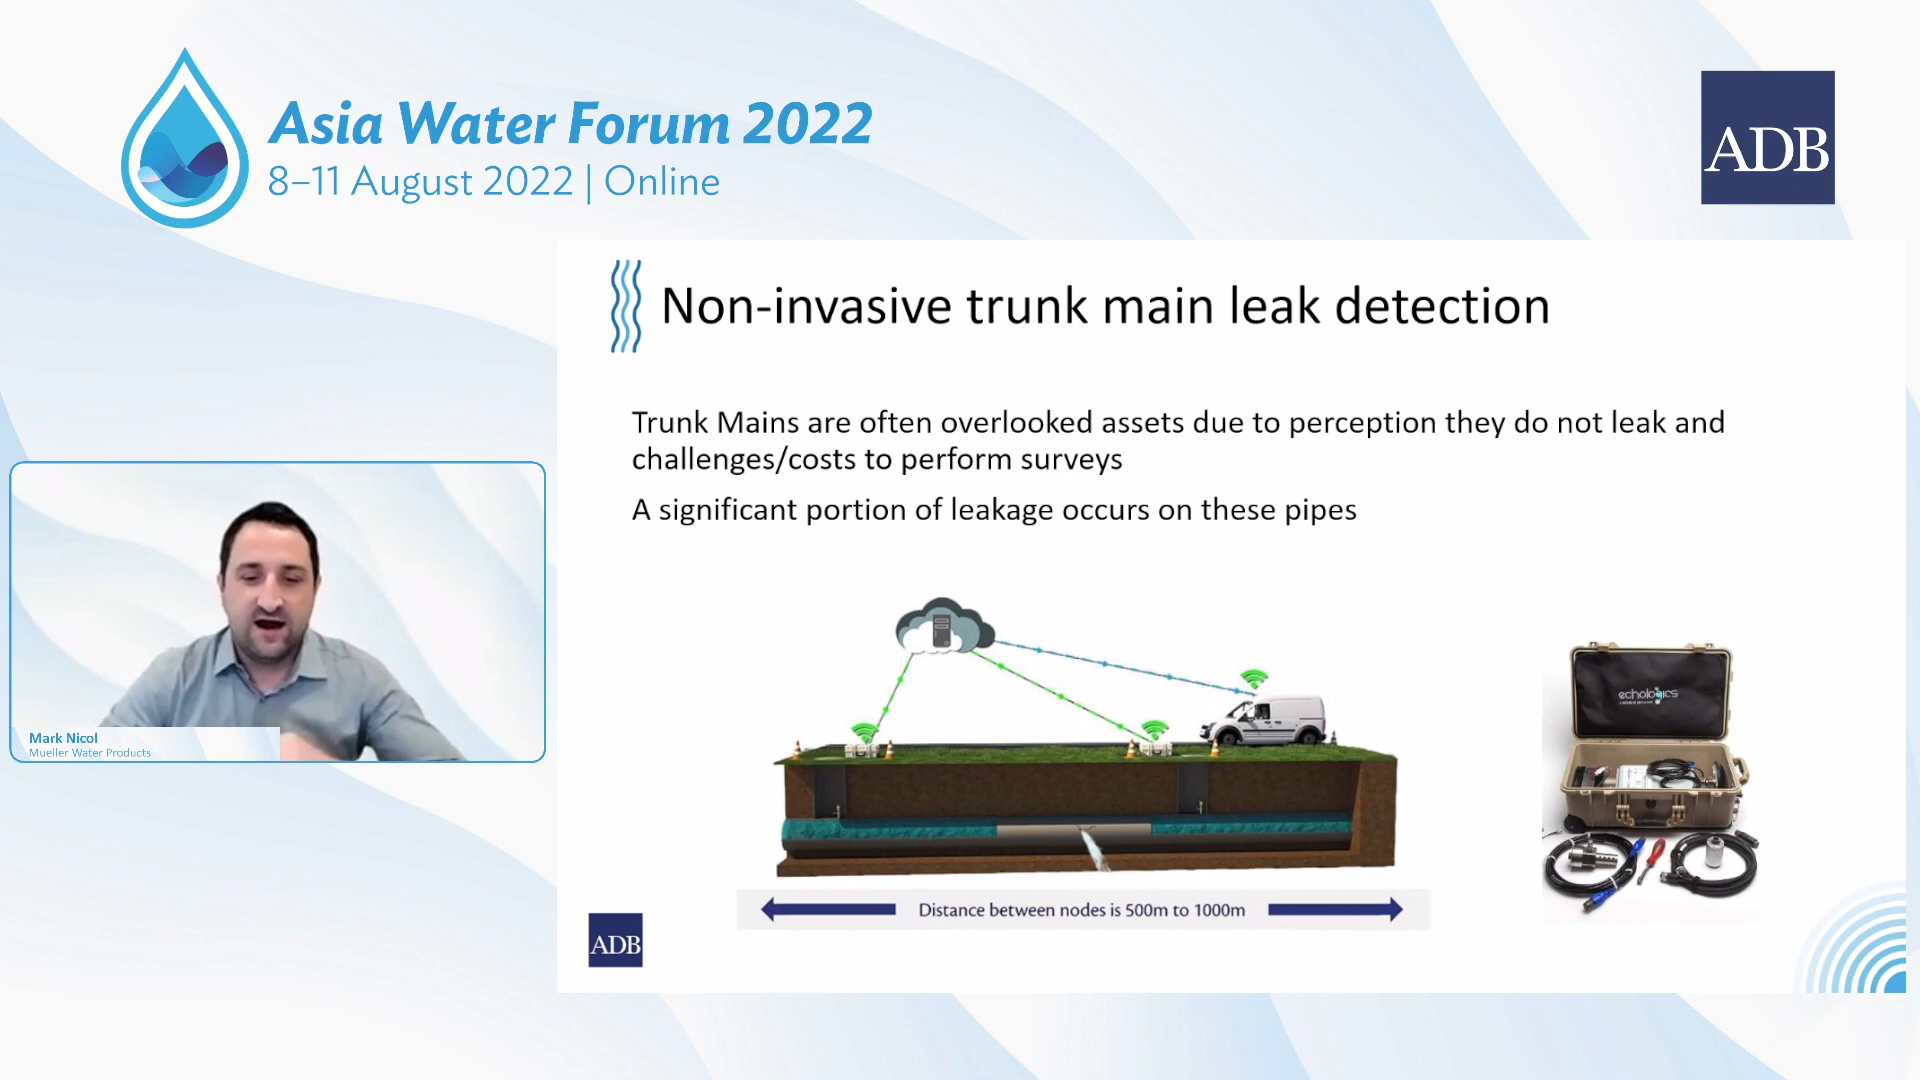 Asia Water Forum 2022
8–11 August 2022 | Online
ADB
Non-invasive trunk main leak detection
Trunk Mains are often overlooked assets due to perception they do not leak and
challenges/costs to perform surveys
A significant portion of leakage occurs on these pipes
Mark Nicol
Mueller Water Products
echologics
Distance between nodes is 500m to 1000m
ADB